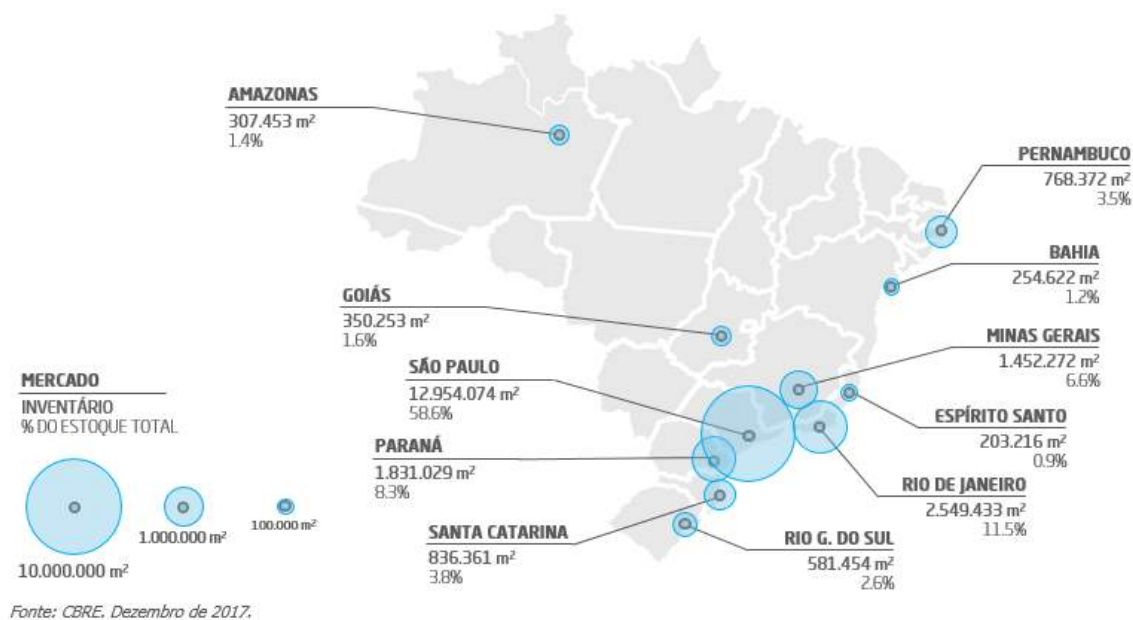 AMAZONAS
307.453 m²
1.4%
PERNAMBUCO
768.372 m²
3.5%
BAHIA
254.622 m²
1.2%
GOIÁS
350.253 m²
1.6%
MINAS GERAIS
1.452.272 m²
6.6%
SÃO PAULO
12.954.074 m²
58.6%
ESPÍRITO SANTO
203.216 m²
0.9%
PARANÁ
1.831.029 m²
8.3%
RIO DE JANEIRO
2.549.433 m²
11.5%
SANTA CATARINA
836.361 m²
3.8%
RIO G. DO SUL
581.454 m²
2.6%
MERCADO
INVENTÁRIO
% DO ESTOQUE TOTAL
10.000.000 m²
1.000.000 m²
100.000 m²
Fonte: CBRE. Dezembro de 2017.